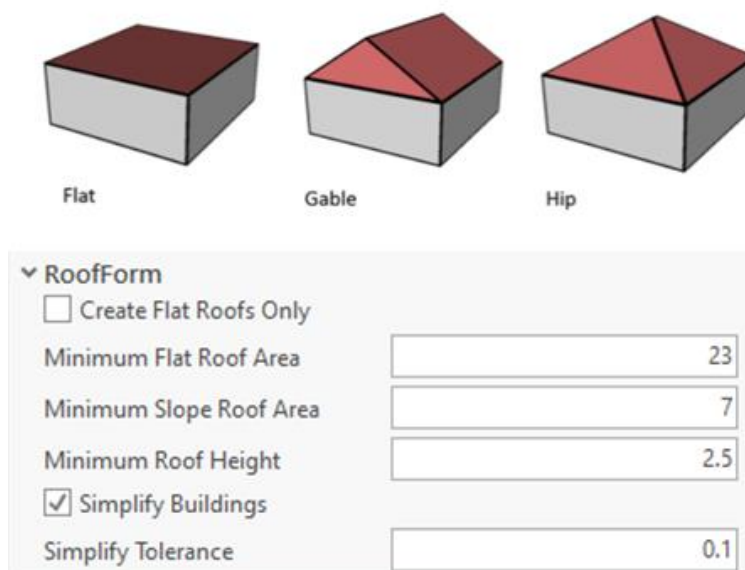 Flat
Gable
Hip
RoofForm
Create Flat Roofs Only
Minimum Flat Roof Area 23
Minimum Slope Roof Area 7
Minimum Roof Height 2.5
Simplify Buildings
Simplify Tolerance 0.1